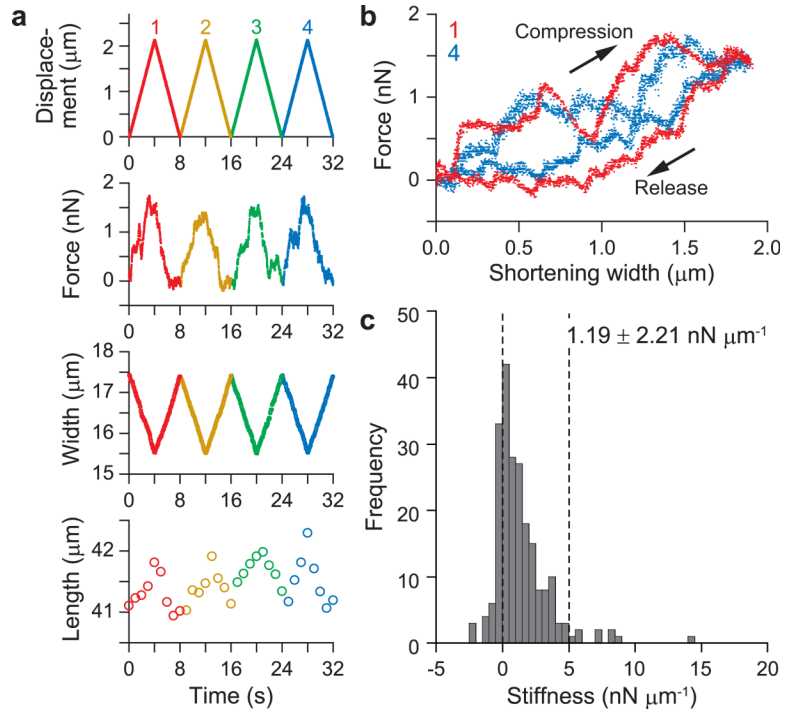 a
1 2 3 4
Displace-
ment (μm)
2
1
0
0 8 16 24 32
Force (nN)
2
1
0
0 8 16 24 32
Width (μm)
18
17
16
15
0 8 16 24 32
Length (μm)
42
41
0 8 16 24 32
Time (s)
b
1
4
Compression
Release
Force (nN)
2
1
0
0.0 0.5 1.0 1.5 2.0
Shortening width (μm)
c
1.19 ± 2.21 nN μm⁻¹
Frequency
50
40
30
20
10
0
-5 0 5 10 15 20
Stiffness (nN μm⁻¹)